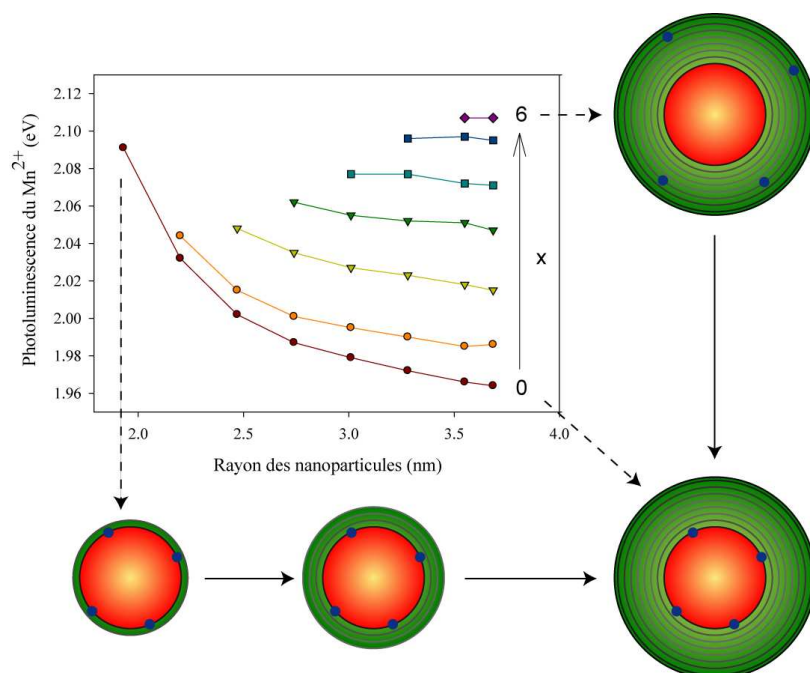 2.12
2.10
2.08
2.06
2.04
2.02
2.00
1.98
1.96
Photoluminescence du Mn²⁺ (eV)
6
x
0
2.0 2.5 3.0 3.5 4.0
Rayon des nanoparticules (nm)